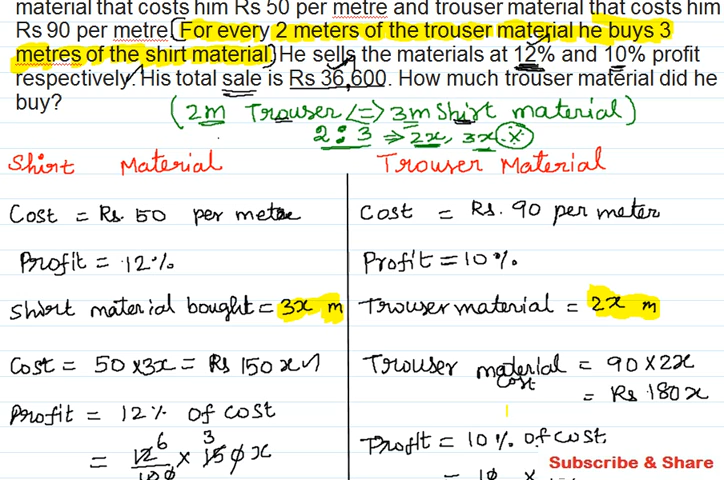 material that costs him Rs 50 per metre and trouser material that costs him
Rs 90 per metre. For every 2 meters of the trouser material he buys 3
metres of the shirt material. He sells the materials at 12% and 10% profit
respectively. His total sale is Rs 36,600. How much trouser material did he
buy?
(2m Trouser <=> 3m Shirt material)
2:3 => 2x, 3x. x
Shirt Material
Cost = Rs. 50 per metre
Profit = 12%
Shirt material bought = 3x m
Cost = 50 × 3x = Rs 150 x
Profit = 12% of cost
= 12 6 / 100 × 3 150 x
Trouser Material
Cost = Rs. 90 per meter
Profit = 10%.
Trouser material = 2x m
Trouser material cost = 90 × 2x
= Rs 180x
Profit = 10% of cost.
= 10 ×
Subscribe & Share